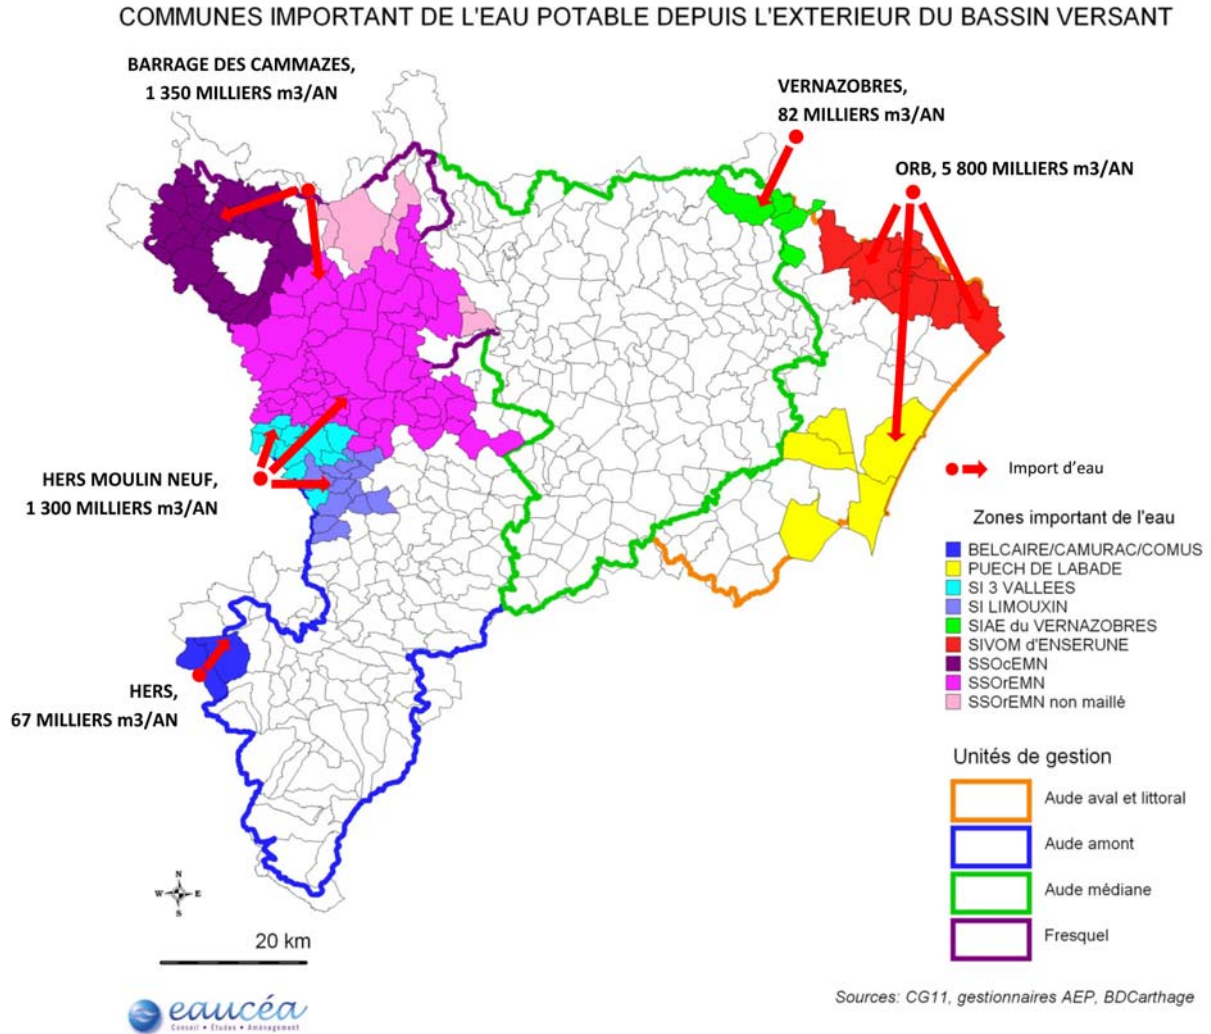 COMMUNES IMPORTANT DE L'EAU POTABLE DEPUIS L'EXTERIEUR DU BASSIN VERSANT
BARRAGE DES CAMMAZES,
1 350 MILLIERS m3/AN
VERNAZOBRES,
82 MILLIERS m3/AN
ORB, 5 800 MILLIERS m3/AN
HERS MOULIN NEUF,
1 300 MILLIERS m3/AN
HERS,
67 MILLIERS m3/AN
Import d'eau
Zones important de l'eau
BELCAIRE/CAMURAC/COMUS
PUECH DE LABADE
SI 3 VALLEES
SI LIMOUXIN
SIAE du VERNAZOBRES
SIVOM d'ENSERUNE
SSOcEMN
SSOrEMN
SSOrEMN non maillé
Unités de gestion
Aude aval et littoral
Aude amont
Aude médiane
Fresquel
N
W E
S
20 km
eaucéa
Conseil • Études • Aménagement
Sources: CG11, gestionnaires AEP, BDCarthage